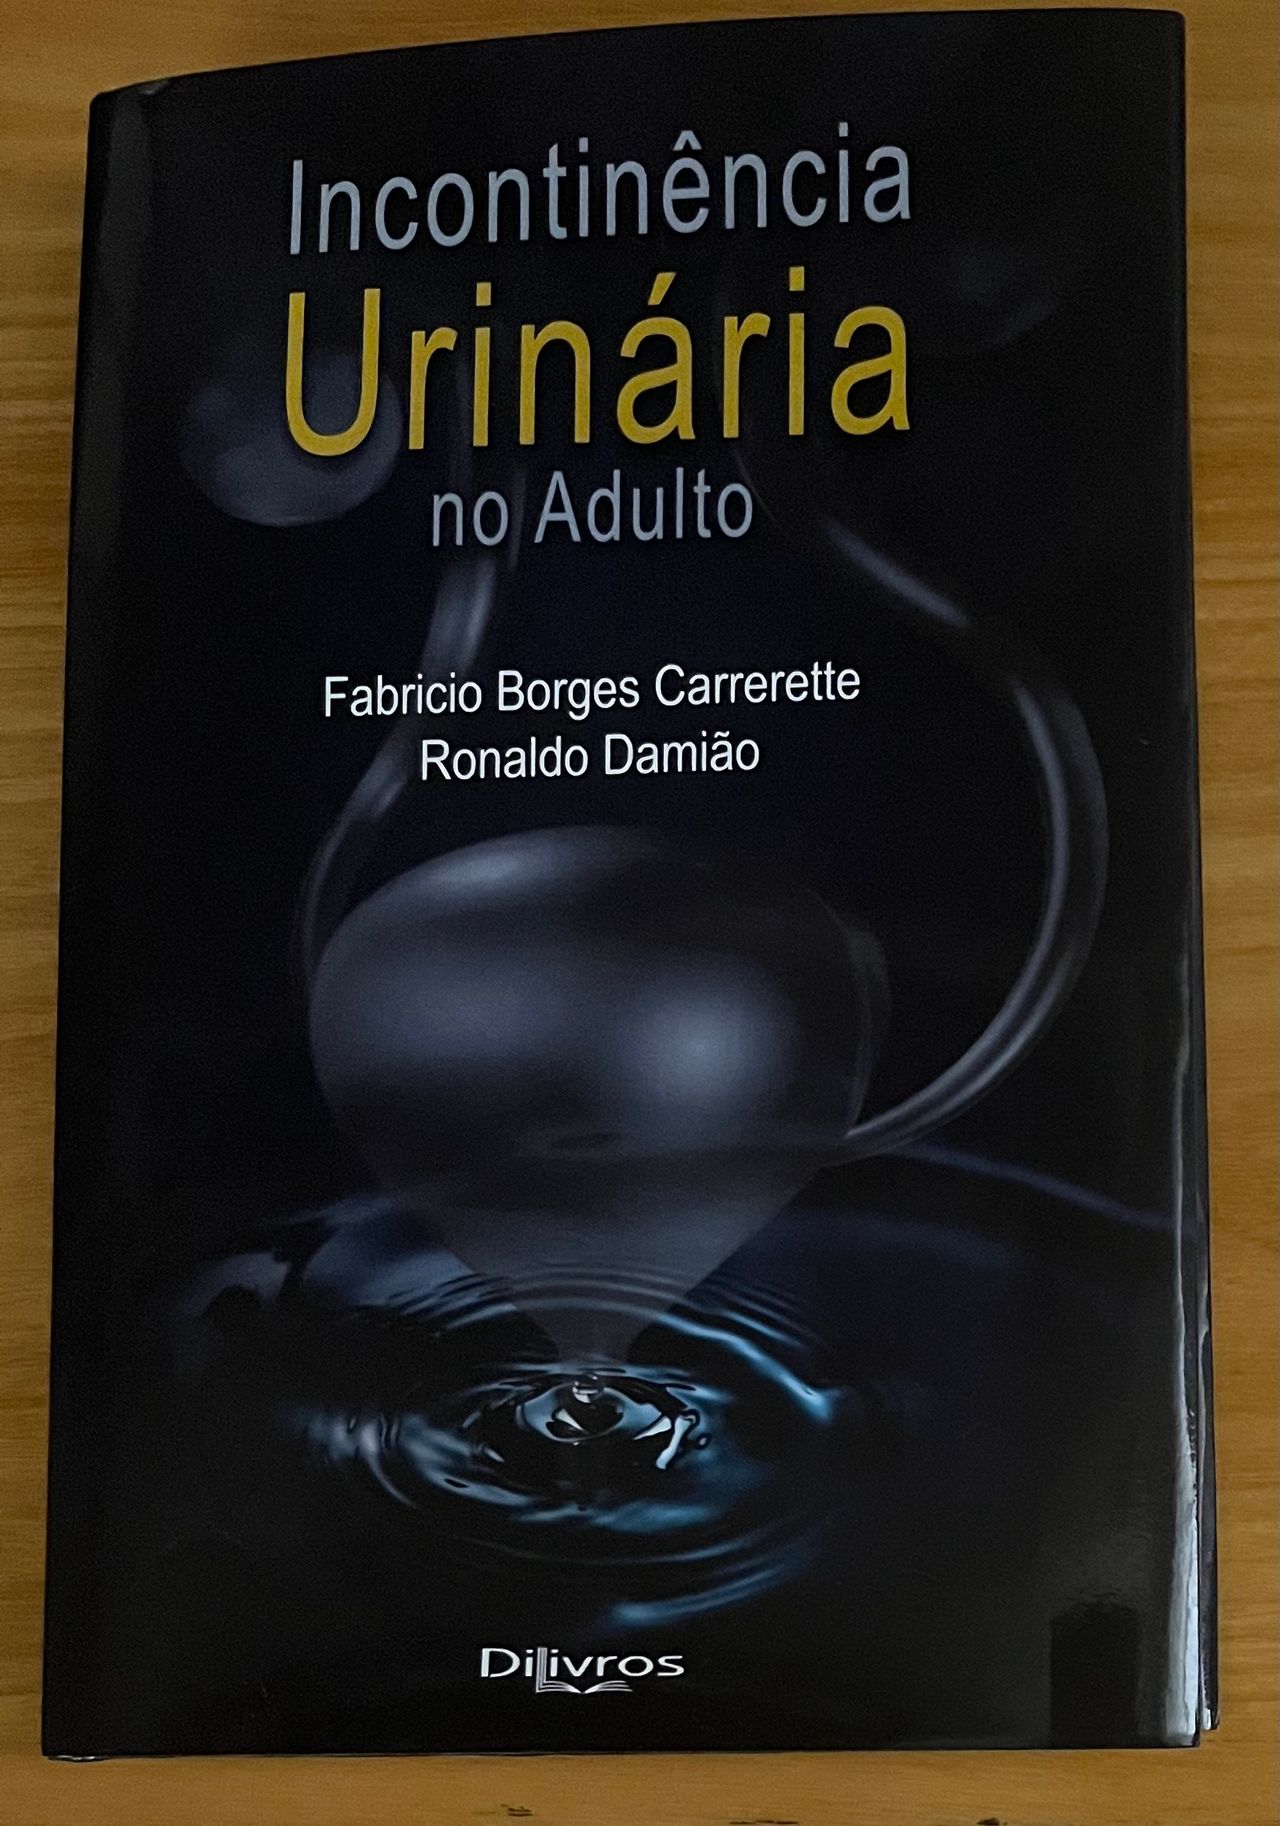 Incontinência
Urinária
no Adulto
Fabricio Borges Carrerette
Ronaldo Damião
DiLivros